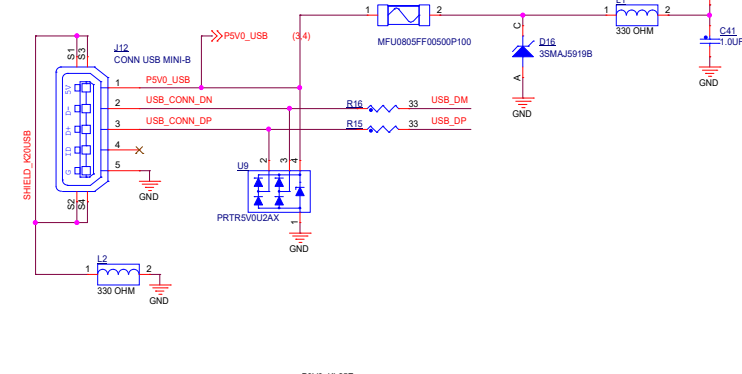 1
2
MFU0805FF00500P100
C
D16
3SMAJ5919B
A
GND
1
2
330 OHM
C41
1.0UF
GND
P5V0_USB
(3,4)
J12
CONN USB MINI-B
S1
S3
5V
D-
D+
ID
G
S2
S4
SHIELD_K20USB
1
P5V0_USB
2
USB_CONN_DN
R16
33
USB_DM
3
USB_CONN_DP
R15
33
USB_DP
4
5
GND
U9
2
3
4
1
PRTR5V0U2AX
GND
L2
1
2
330 OHM
GND